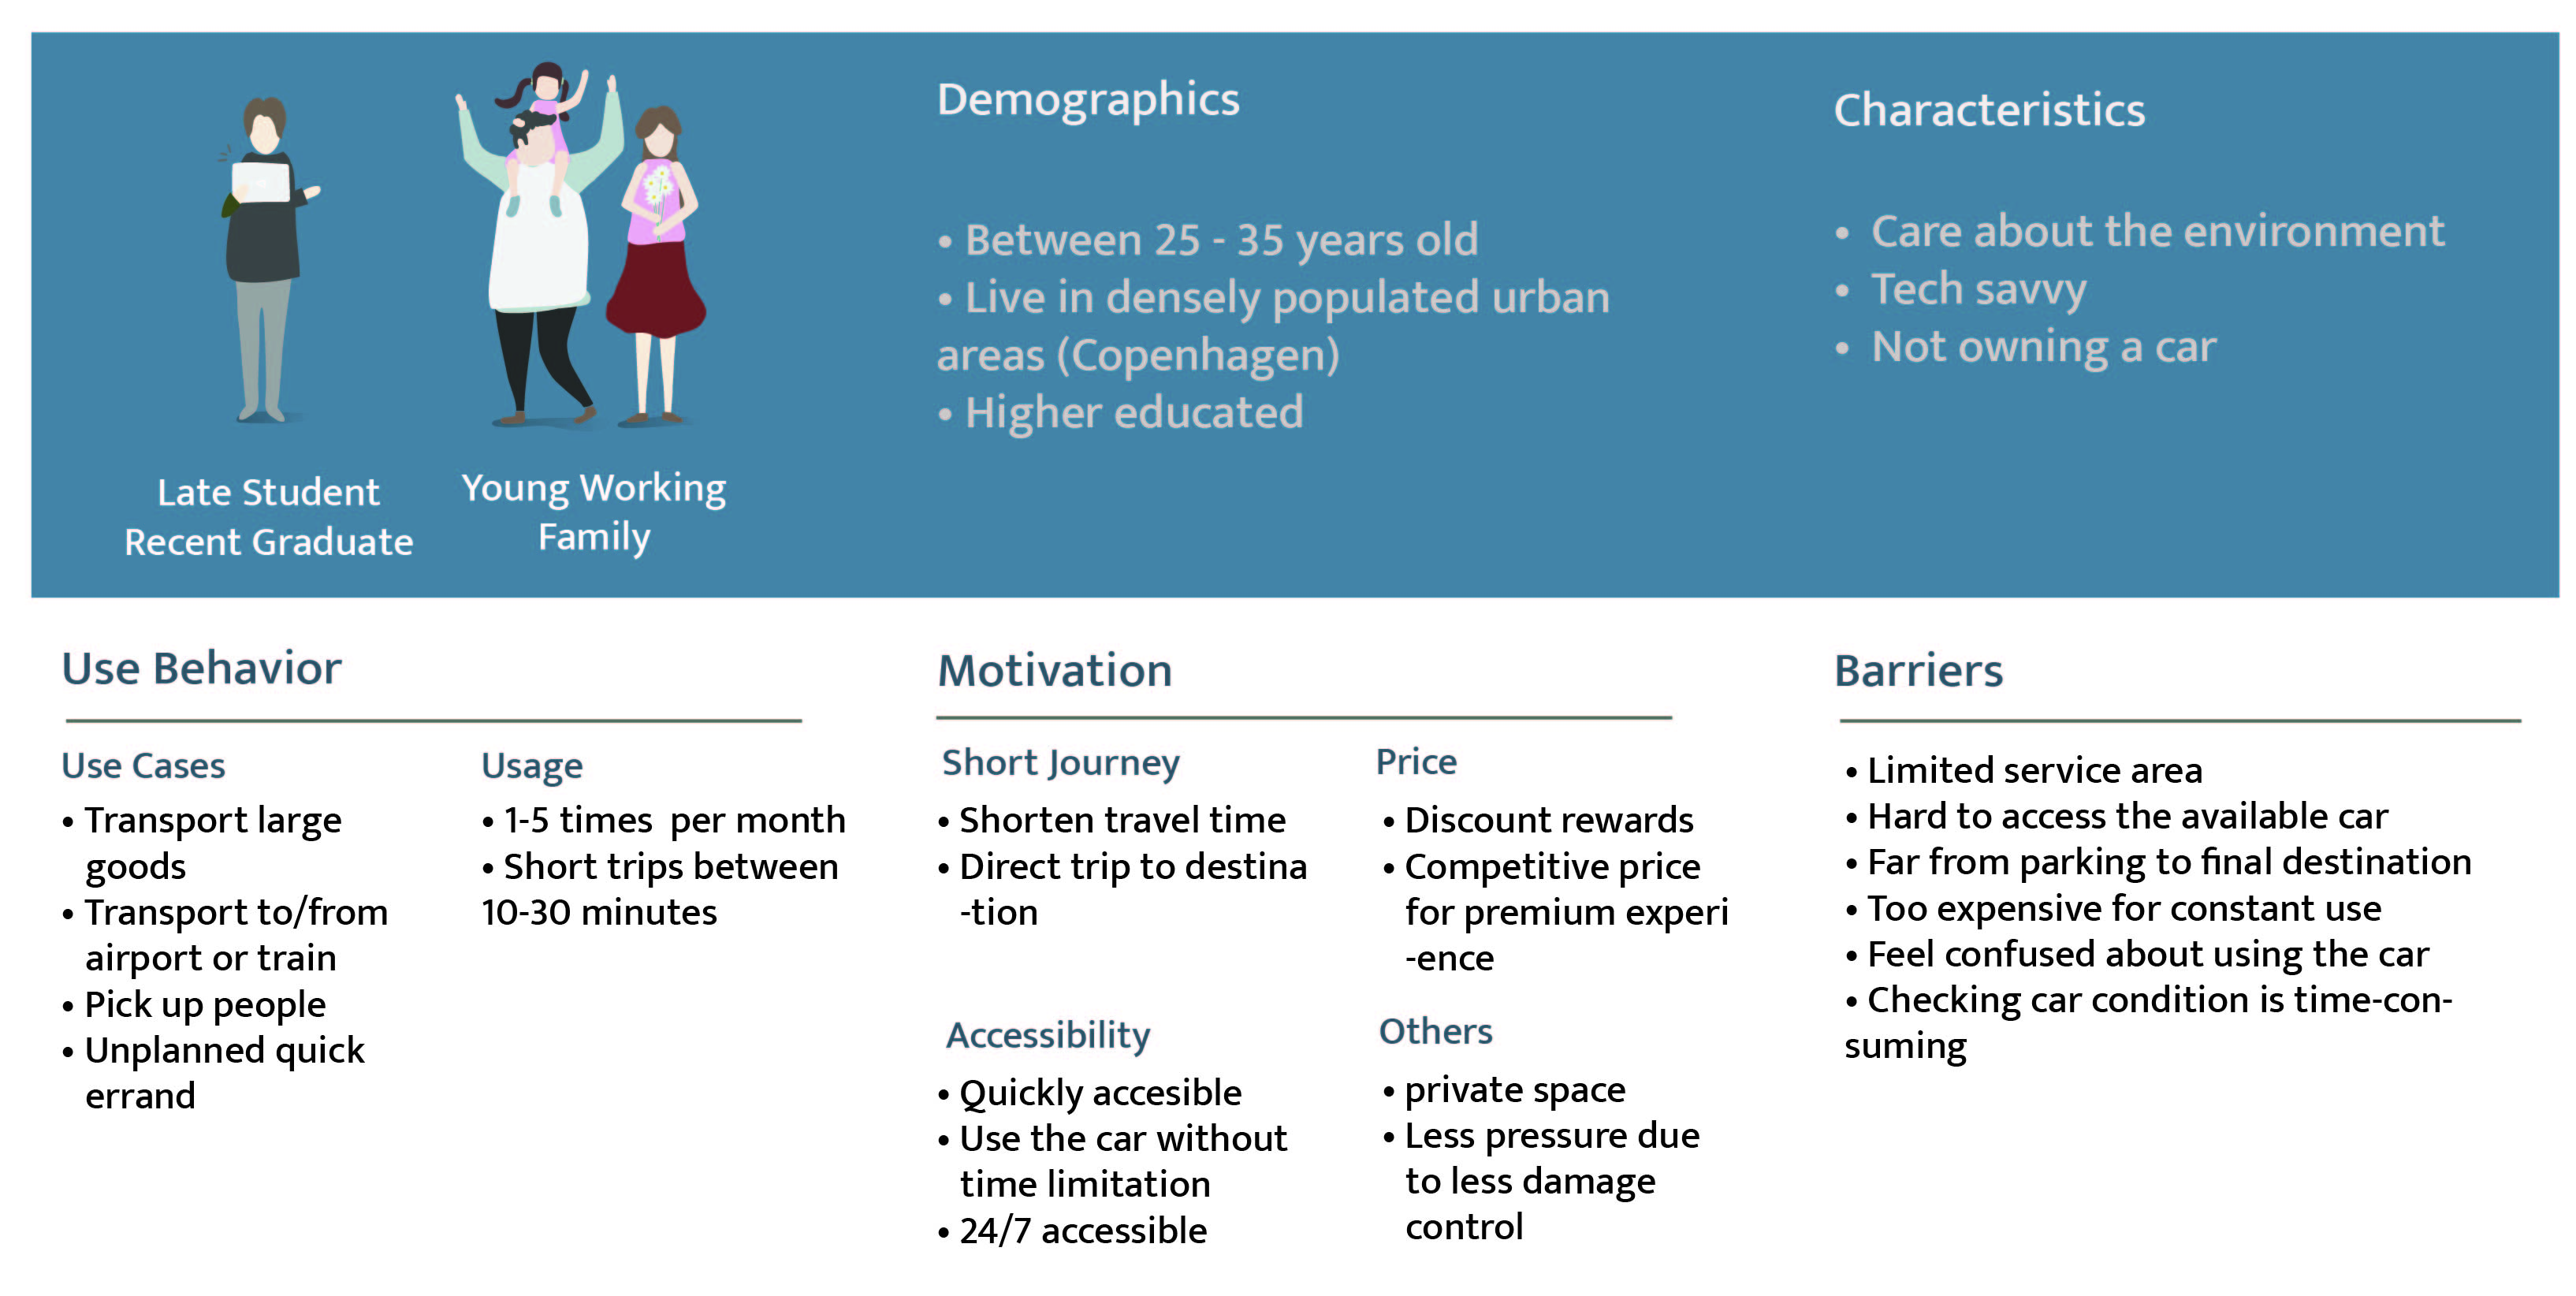 Late Student
Recent Graduate
Young Working
Family
Demographics
• Between 25 - 35 years old
• Live in densely populated urban
areas (Copenhagen)
• Higher educated
Characteristics
• Care about the environment
• Tech savvy
• Not owning a car
Use Behavior
Use Cases
• Transport large
goods
• Transport to/from
airport or train
• Pick up people
• Unplanned quick
errand
Usage
• 1-5 times per month
• Short trips between
10-30 minutes
Motivation
Short Journey
• Shorten travel time
• Direct trip to destina
-tion
Price
• Discount rewards
• Competitive price
for premium experi
-ence
Accessibility
• Quickly accesible
• Use the car without
time limitation
• 24/7 accessible
Others
• private space
• Less pressure due
to less damage
control
Barriers
• Limited service area
• Hard to access the available car
• Far from parking to final destination
• Too expensive for constant use
• Feel confused about using the car
• Checking car condition is time-con-
suming